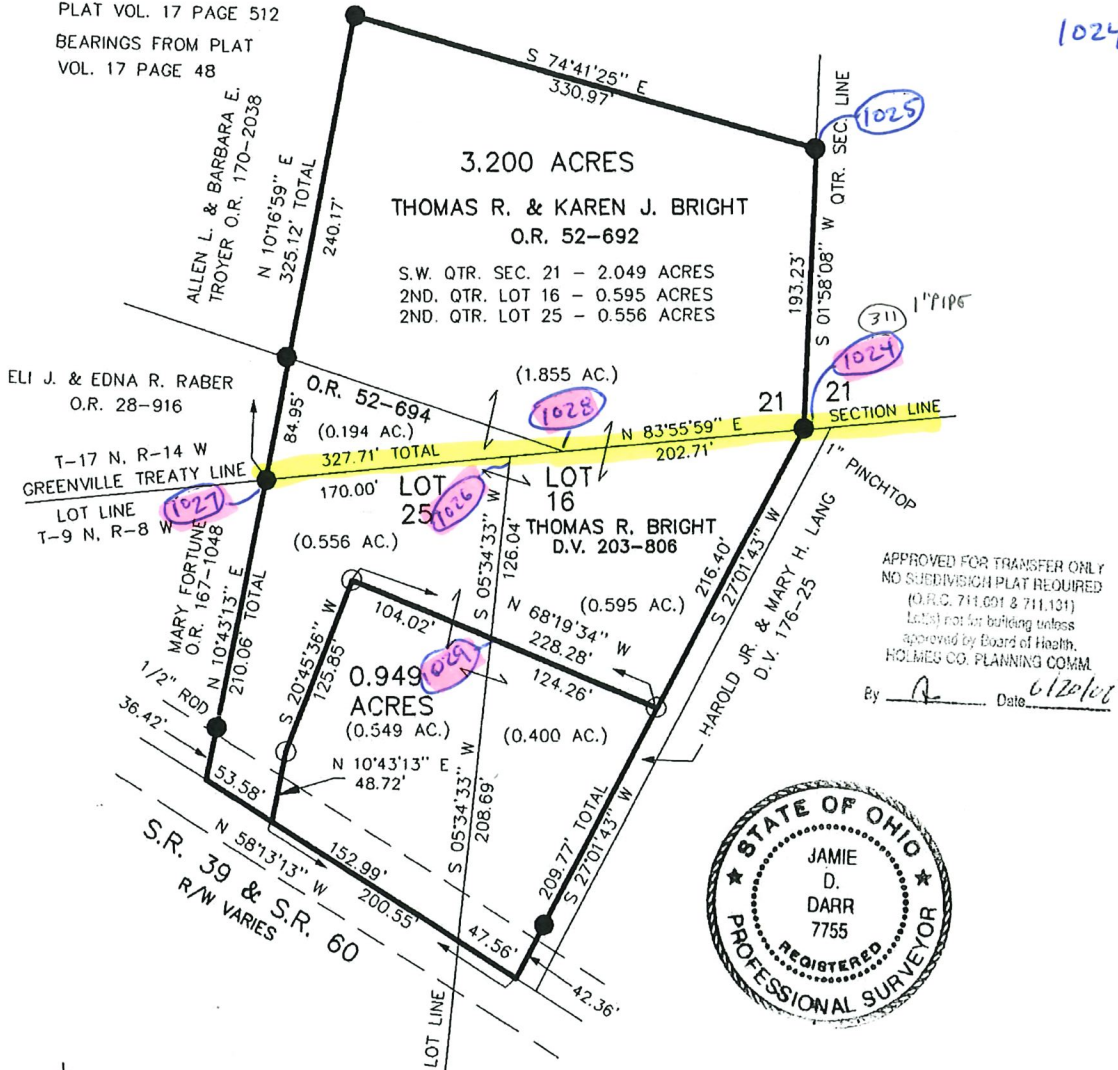 PLAT VOL. 17 PAGE 512
BEARINGS FROM PLAT
VOL. 17 PAGE 48
1024
S 74°41'25" E
330.97'
QTR. SEC. LINE
1025
ALLEN L. & BARBARA E.
TROYER O.R. 170-2038
N 10°16'59" E
325.12' TOTAL
240.17'
3.200 ACRES
THOMAS R. & KAREN J. BRIGHT
O.R. 52-692
S.W. QTR. SEC. 21 - 2.049 ACRES
2ND. QTR. LOT 16 - 0.595 ACRES
2ND. QTR. LOT 25 - 0.556 ACRES
193.23'
S 01°58'08" W
311
1" PIPE
1024
ELI J. & EDNA R. RABER
O.R. 28-916
84.95'
O.R. 52-694
(0.194 AC.)
(1.855 AC.)
1028
21
21
SECTION LINE
N 83°55'59" E
327.71' TOTAL
202.71'
T-17 N, R-14 W
GREENVILLE TREATY LINE
LOT LINE
T-9 N, R-8 W
1027
170.00'
LOT
25
1026
LOT
16
1" PINCHTOP
THOMAS R. BRIGHT
D.V. 203-806
(0.556 AC.)
S 05°34'33" W
126.04'
MARY FORTUNE
O.R. 167-1048
N 10°43'13" E
210.06' TOTAL
216.40'
S 27°01'43" W
HAROLD JR. & MARY H. LANG
D.V. 176-25
(0.595 AC.)
104.02'
N 68°19'34" W
228.28'
124.26'
S 20°45'36" W
125.85'
1029
0.949
ACRES
(0.549 AC.)
(0.400 AC.)
1/2" ROD
36.42'
N 10°43'13" E
48.72'
53.58'
S 05°34'33" W
208.69'
209.77' TOTAL
S 27°01'43" W
N 58°13'13" W
152.99'
200.55'
47.56'
42.36'
S.R. 39 & S.R. 60
R/W VARIES
LOT LINE
APPROVED FOR TRANSFER ONLY
NO SUBDIVISION PLAT REQUIRED
(O.R.C. 711.001 & 711.131)
Lot(s) not for building unless
approved by Board of Health.
HOLMES CO. PLANNING COMM.
By Date
STATE OF OHIO
JAMIE
D.
DARR
7755
REGISTERED
PROFESSIONAL SURVEYOR